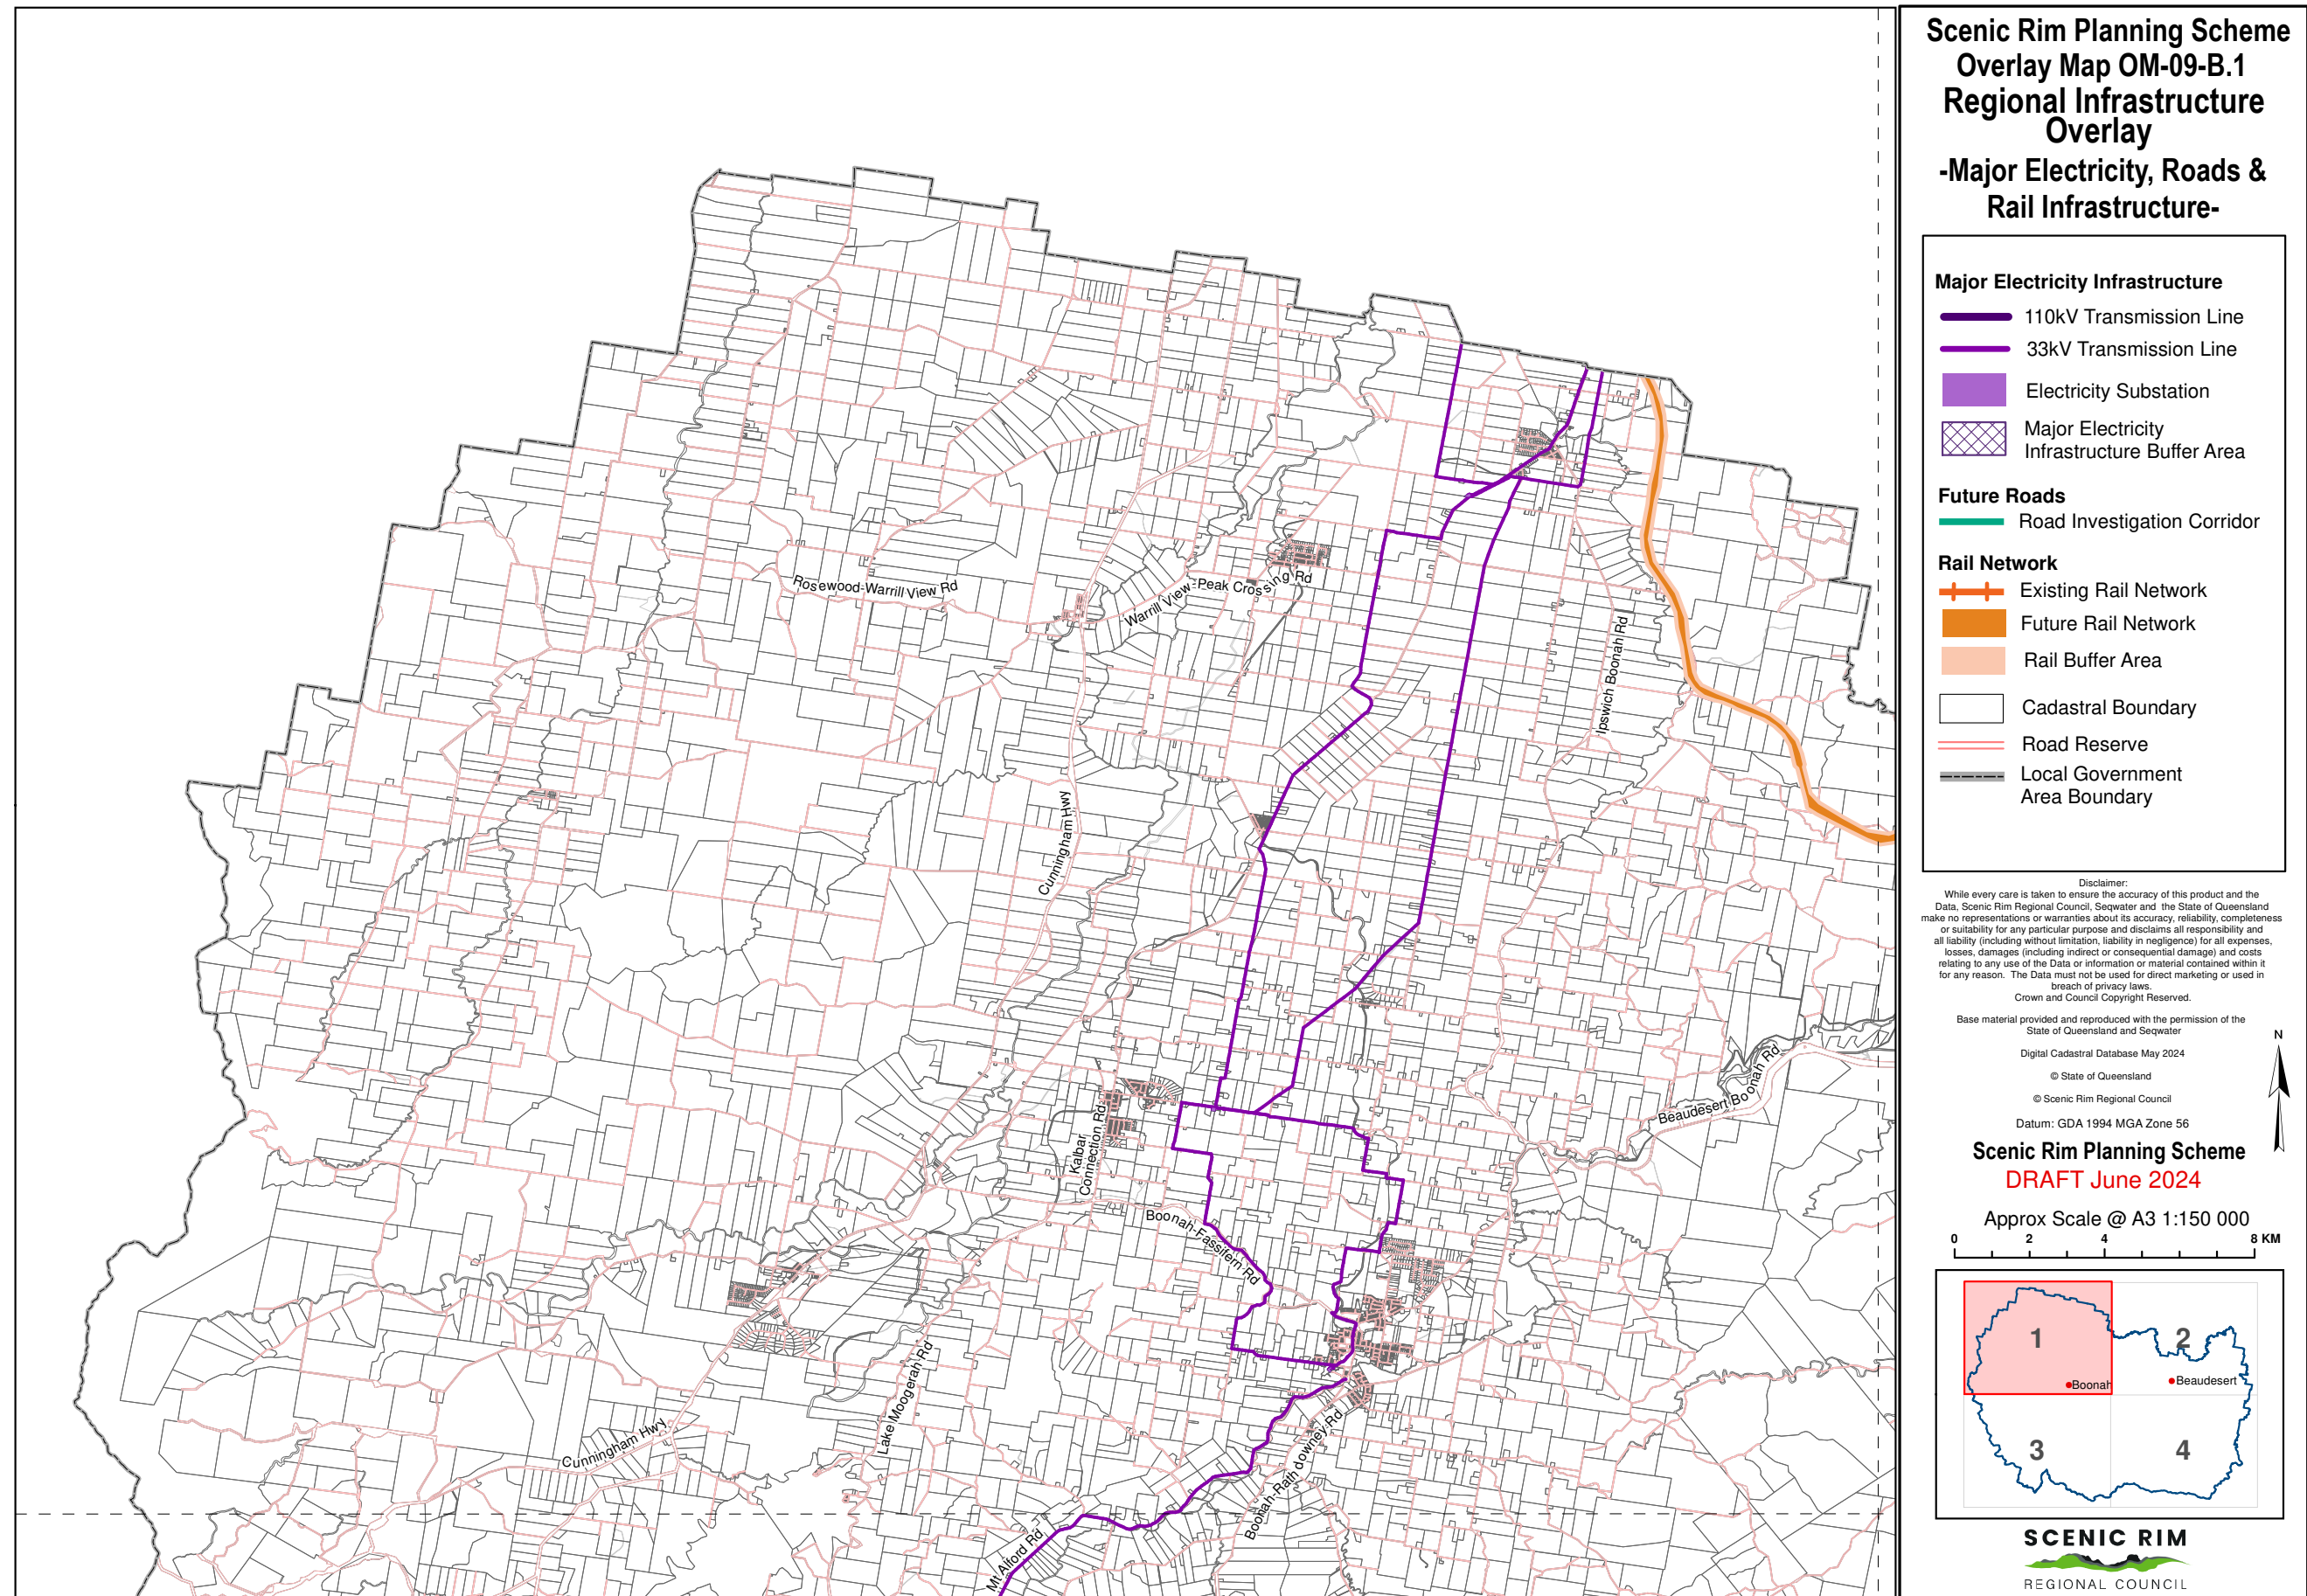 Scenic Rim Planning Scheme
Overlay Map OM-09-B.1
Regional Infrastructure
Overlay
-Major Electricity, Roads &
Rail Infrastructure-
Major Electricity Infrastructure
110kV Transmission Line
33kV Transmission Line
Electricity Substation
Major Electricity
Infrastructure Buffer Area
Future Roads
Road Investigation Corridor
Rail Network
Existing Rail Network
Future Rail Network
Rail Buffer Area
Cadastral Boundary
Road Reserve
Local Government
Area Boundary
Disclaimer:
While every care is taken to ensure the accuracy of this product and the
Data, Scenic Rim Regional Council, Seqwater and the State of Queensland
make no representations or warranties about its accuracy, reliability, completeness
or suitability for any particular purpose and disclaims all responsibility and
all liability (including without limitation, liability in negligence) for all expenses,
losses, damages (including indirect or consequential damage) and costs
relating to any use of the Data or information or material contained within it
for any reason. The Data must not be used for direct marketing or used in
breach of privacy laws.
Crown and Council Copyright Reserved.
Base material provided and reproduced with the permission of the
State of Queensland and Seqwater
Digital Cadastral Database May 2024
© State of Queensland
© Scenic Rim Regional Council
Datum: GDA 1994 MGA Zone 56
N
Scenic Rim Planning Scheme
DRAFT June 2024
Approx Scale @ A3 1:150 000
0 2 4 8 KM
1
2
Boonah
Beaudesert
3
4
SCENIC RIM
REGIONAL COUNCIL
Rosewood-Warrill View Rd
Warrill View-Peak Crossing Rd
Ipswich Boonah Rd
Cunningham Hwy
Beaudesert Boonah Rd
Kalbar
Connection Rd
Boonah-Fassifern Rd
Lake Moogerah Rd
Cunningham Hwy
Boonah-Rathdowney Rd
Mt Alford Rd